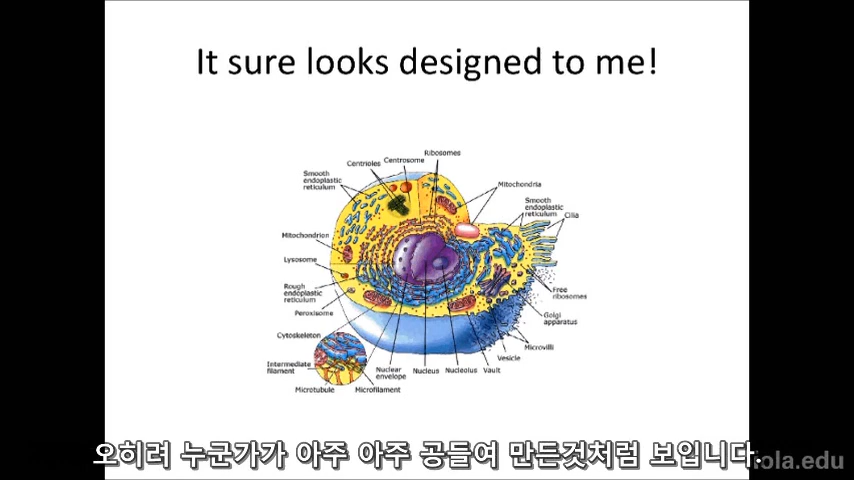 It sure looks designed to me!
Ribosomes
Centrosome
Centrioles
Smooth
endoplastic
reticulum
Mitochondria
Smooth
endoplastic
reticulum
Cilia
Mitochondrion
Lysosome
Rough
endoplastic
reticulum
Peroxisome
Free
ribosomes
Golgi
apparatus
Cytoskeleton
Microvilli
Vesicle
Intermediate
filament
Nuclear
envelope
Nucleus
Nucleolus
Vault
Microtubule
Microfilament
오히려 누군가가 아주 아주 공들여 만든것처럼 보입니다.
iola.edu